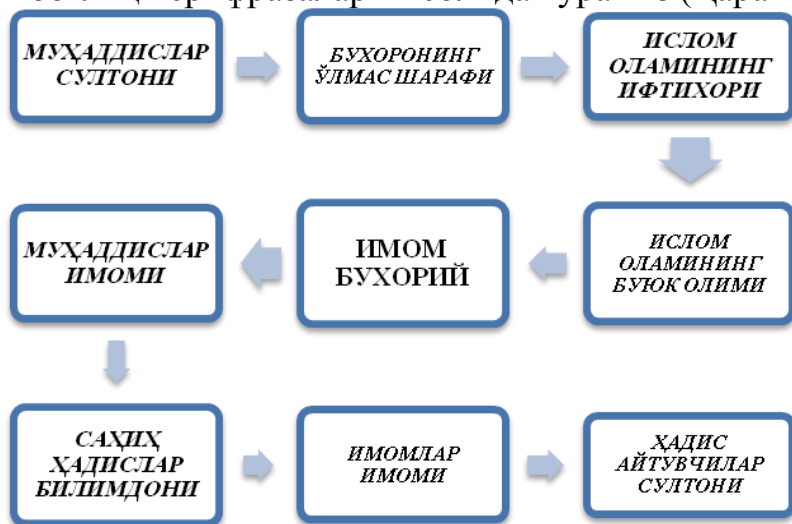 МУҲАДДИСЛАР
СУЛТОНИ
БУХОРОНИНГ
ЎЛМАС ШАРАФИ
ИСЛОМ
ОЛАМИНИНГ
ИФТИХОРИ
МУҲАДДИСЛАР
ИМОМИ
ИМОМ
БУХОРИЙ
ИСЛОМ
ОЛАМИНИНГ
БУЮК ОЛИМИ
САҲИҲ
ҲАДИСЛАР
БИЛИМДОНИ
ИМОМЛАР
ИМОМИ
ҲАДИС
АЙТУВЧИЛАР
СУЛТОНИ